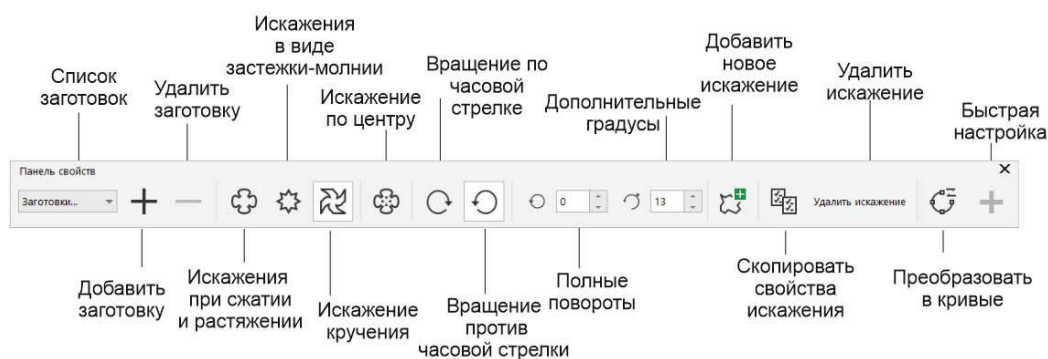 Искажения
в виде
застежки-молнии
Добавить
новое
искажение
Список
заготовок
Удалить
заготовку
Искажение
по центру
Вращение по
часовой
стрелке
Дополнительные
градусы
Удалить
искажение
Быстрая
настройка
Панель свойств
Заготовки...
0
13
Удалить искажение
Добавить
заготовку
Искажения
при сжатии
и растяжении
Искажение
кручения
Вращение
против
часовой стрелки
Полные
повороты
Скопировать
свойства
искажения
Преобразовать
в кривые